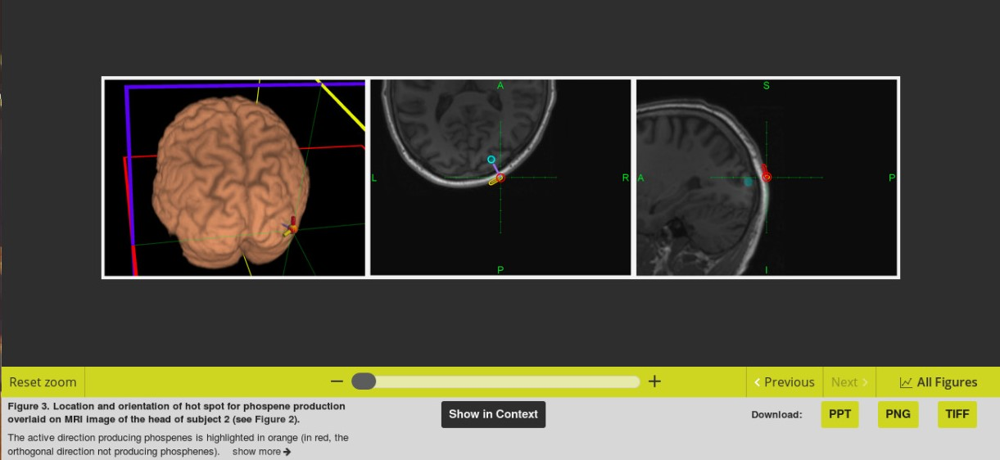 A
S
L
R
A
P
P
I
Reset zoom
Previous
Next
All Figures
Figure 3. Location and orientation of hot spot for phospene production
overlaid on MRI image of the head of subject 2 (see Figure 2).
The active direction producing phospenes is highlighted in orange (in red, the
orthogonal direction not producing phosphenes). show more
Show in Context
Download:
PPT
PNG
TIFF